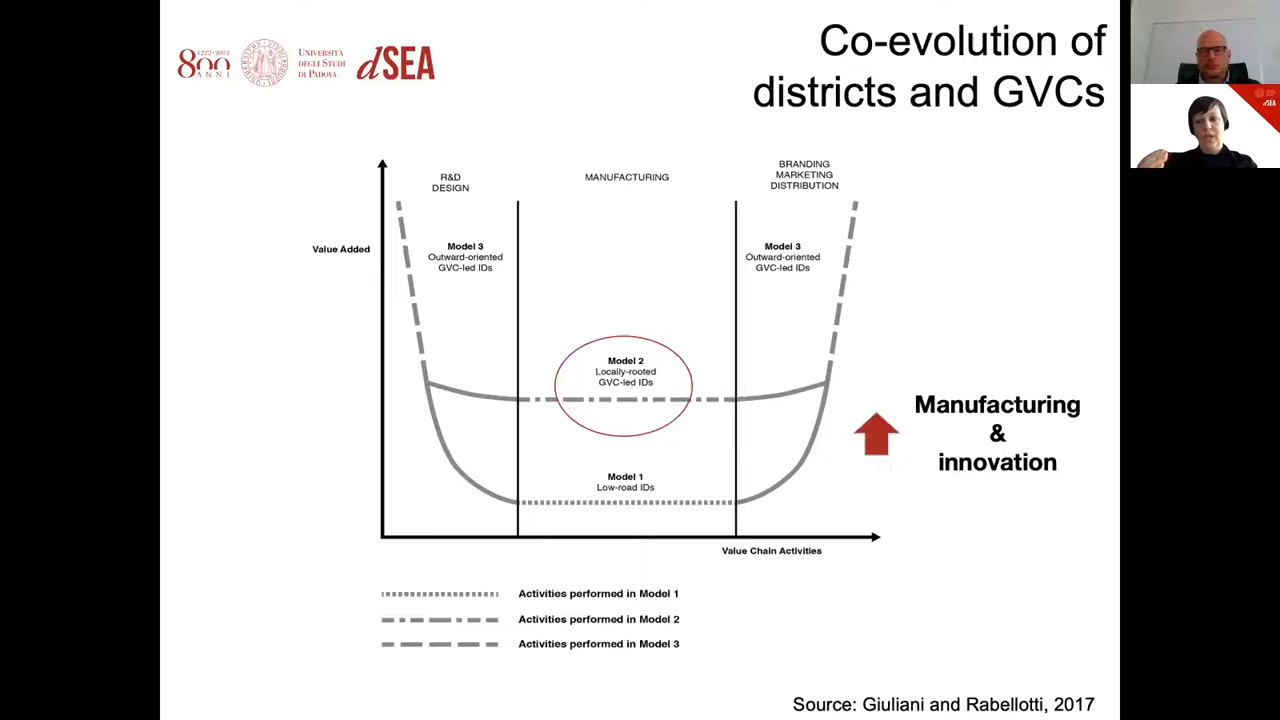 Co-evolution of
districts and GVCs
1222·2022
800
ANNI
UNIVERSITÀ
DEGLI STUDI
DI PADOVA
dSEA
R&D
DESIGN
MANUFACTURING
BRANDING
MARKETING
DISTRIBUTION
Value Added
Model 3
Outward-oriented
GVC-led IDs
Model 3
Outward-oriented
GVC-led IDs
Model 2
Locally-rooted
GVC-led IDs
Model 1
Low-road IDs
Manufacturing
&
innovation
Value Chain Activities
Activities performed in Model 1
Activities performed in Model 2
Activities performed in Model 3
Source: Giuliani and Rabellotti, 2017
dSEA